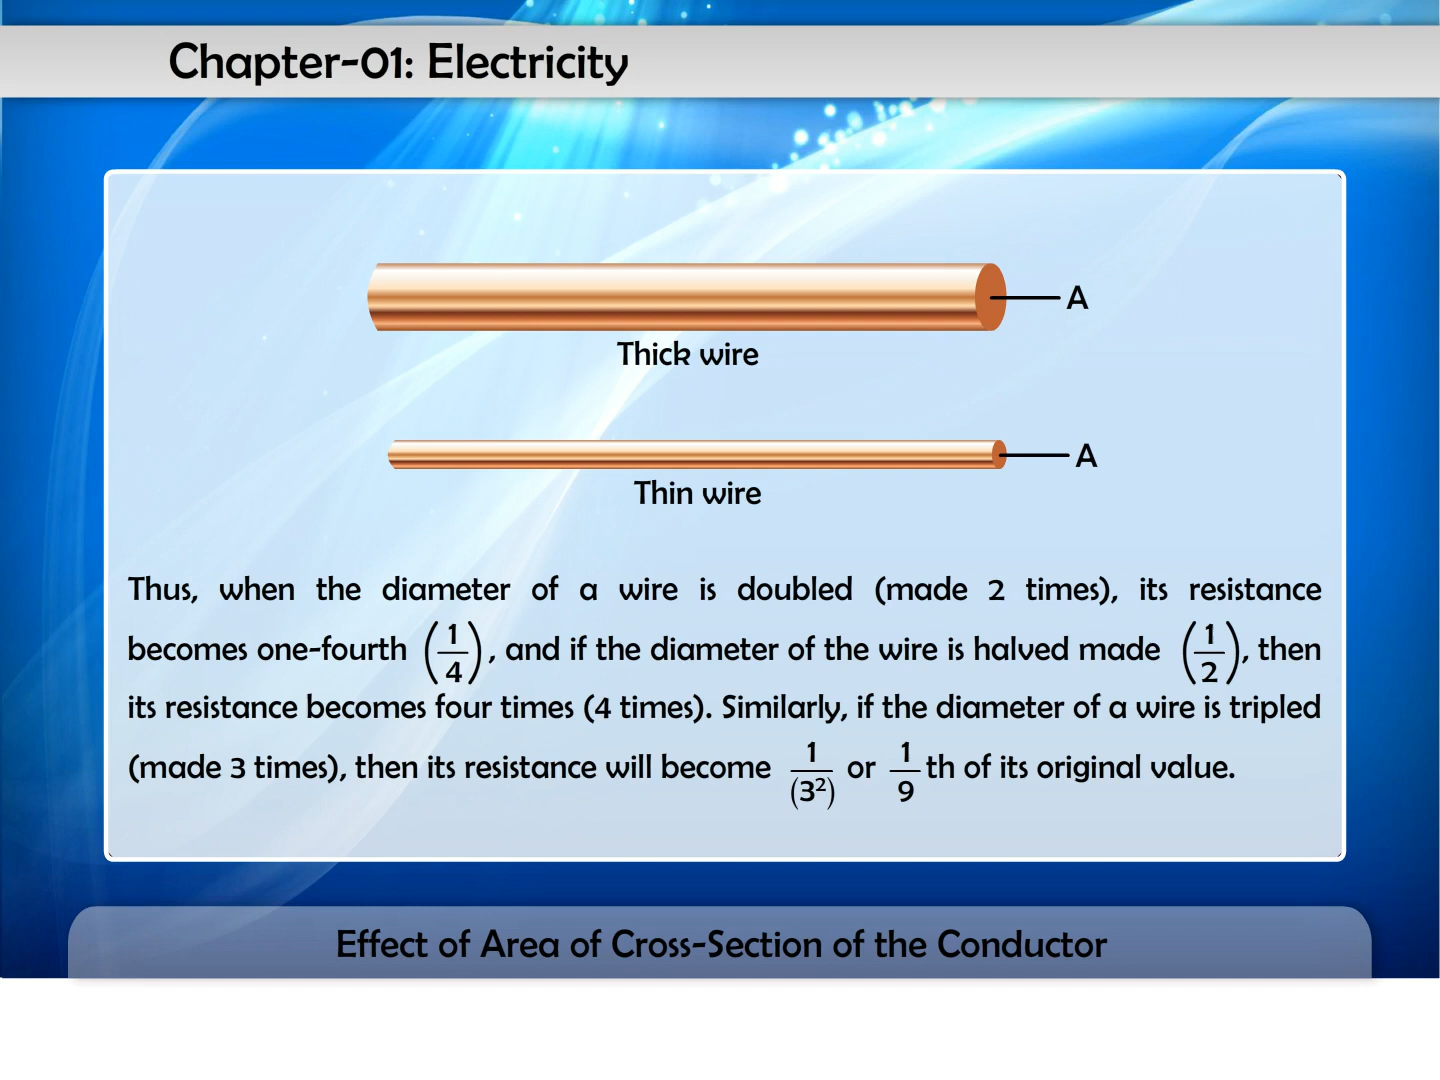 Chapter-01: Electricity
A
Thick wire
A
Thin wire
Thus, when the diameter of a wire is doubled (made 2 times), its resistance
becomes one-fourth (1/4), and if the diameter of the wire is halved made (1/2), then
its resistance becomes four times (4 times). Similarly, if the diameter of a wire is tripled
(made 3 times), then its resistance will become 1/(3²) or 1/9 th of its original value.
Effect of Area of Cross-Section of the Conductor